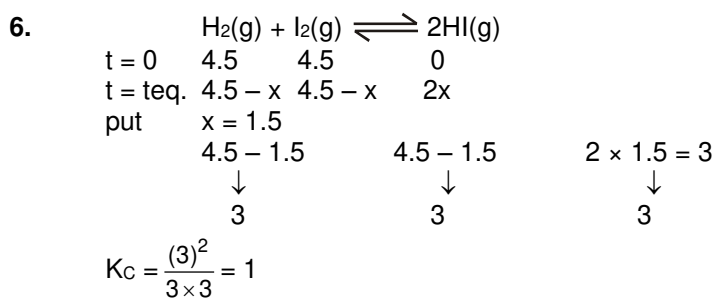 6. H₂(g) + I₂(g) ⇌ 2HI(g)
t = 0 4.5 4.5 0
t = teq. 4.5 – x 4.5 – x 2x
put x = 1.5
4.5 – 1.5 4.5 – 1.5 2 × 1.5 = 3
↓ ↓ ↓
3 3 3
K_C = (3)²/(3×3) = 1